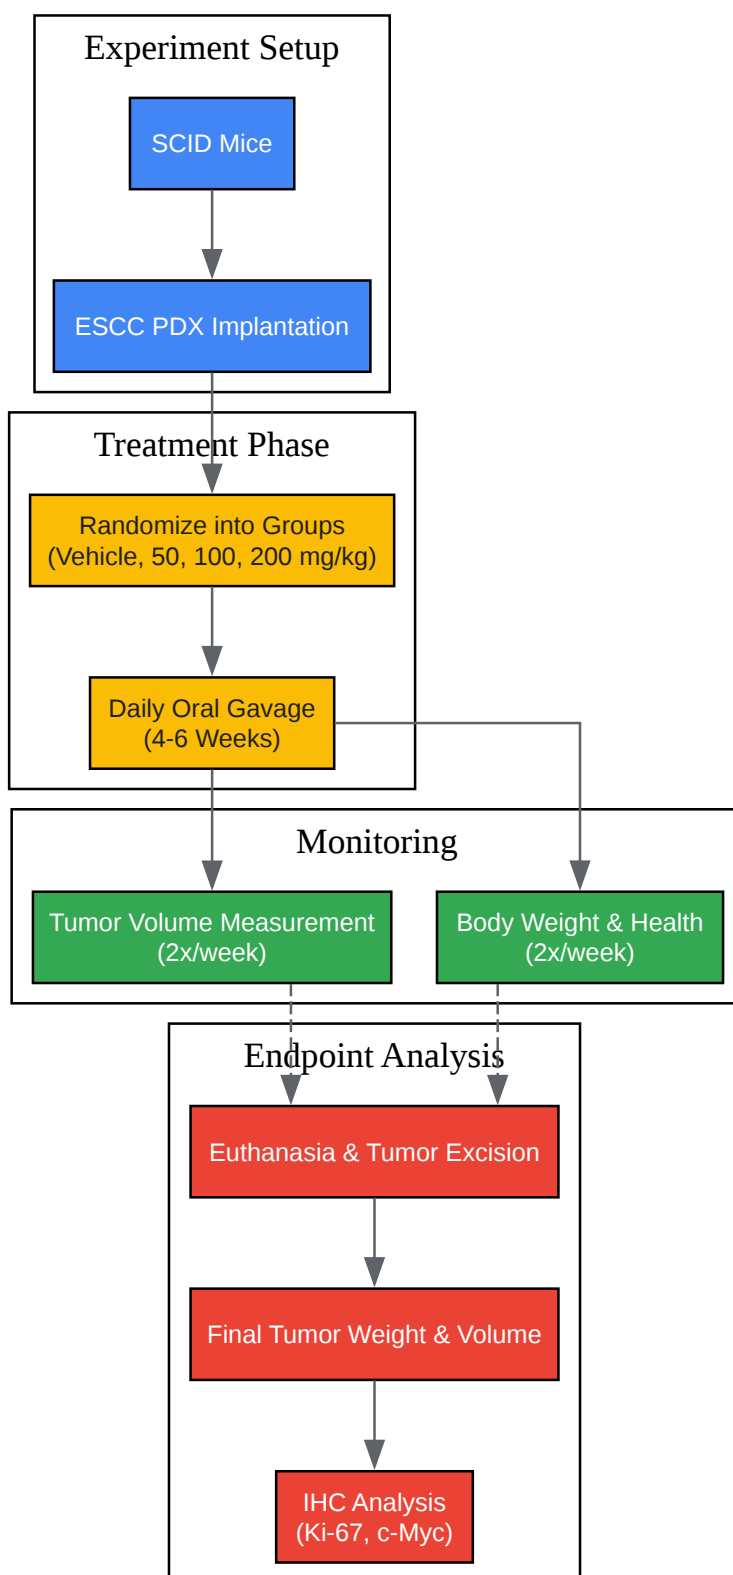 Experiment Setup
SCID Mice
ESCC PDX Implantation
Treatment Phase
Randomize into Groups
(Vehicle, 50, 100, 200 mg/kg)
Daily Oral Gavage
(4-6 Weeks)
Monitoring
Tumor Volume Measurement
(2x/week)
Body Weight & Health
(2x/week)
Endpoint Analysis
Euthanasia & Tumor Excision
Final Tumor Weight & Volume
IHC Analysis
(Ki-67, c-Myc)